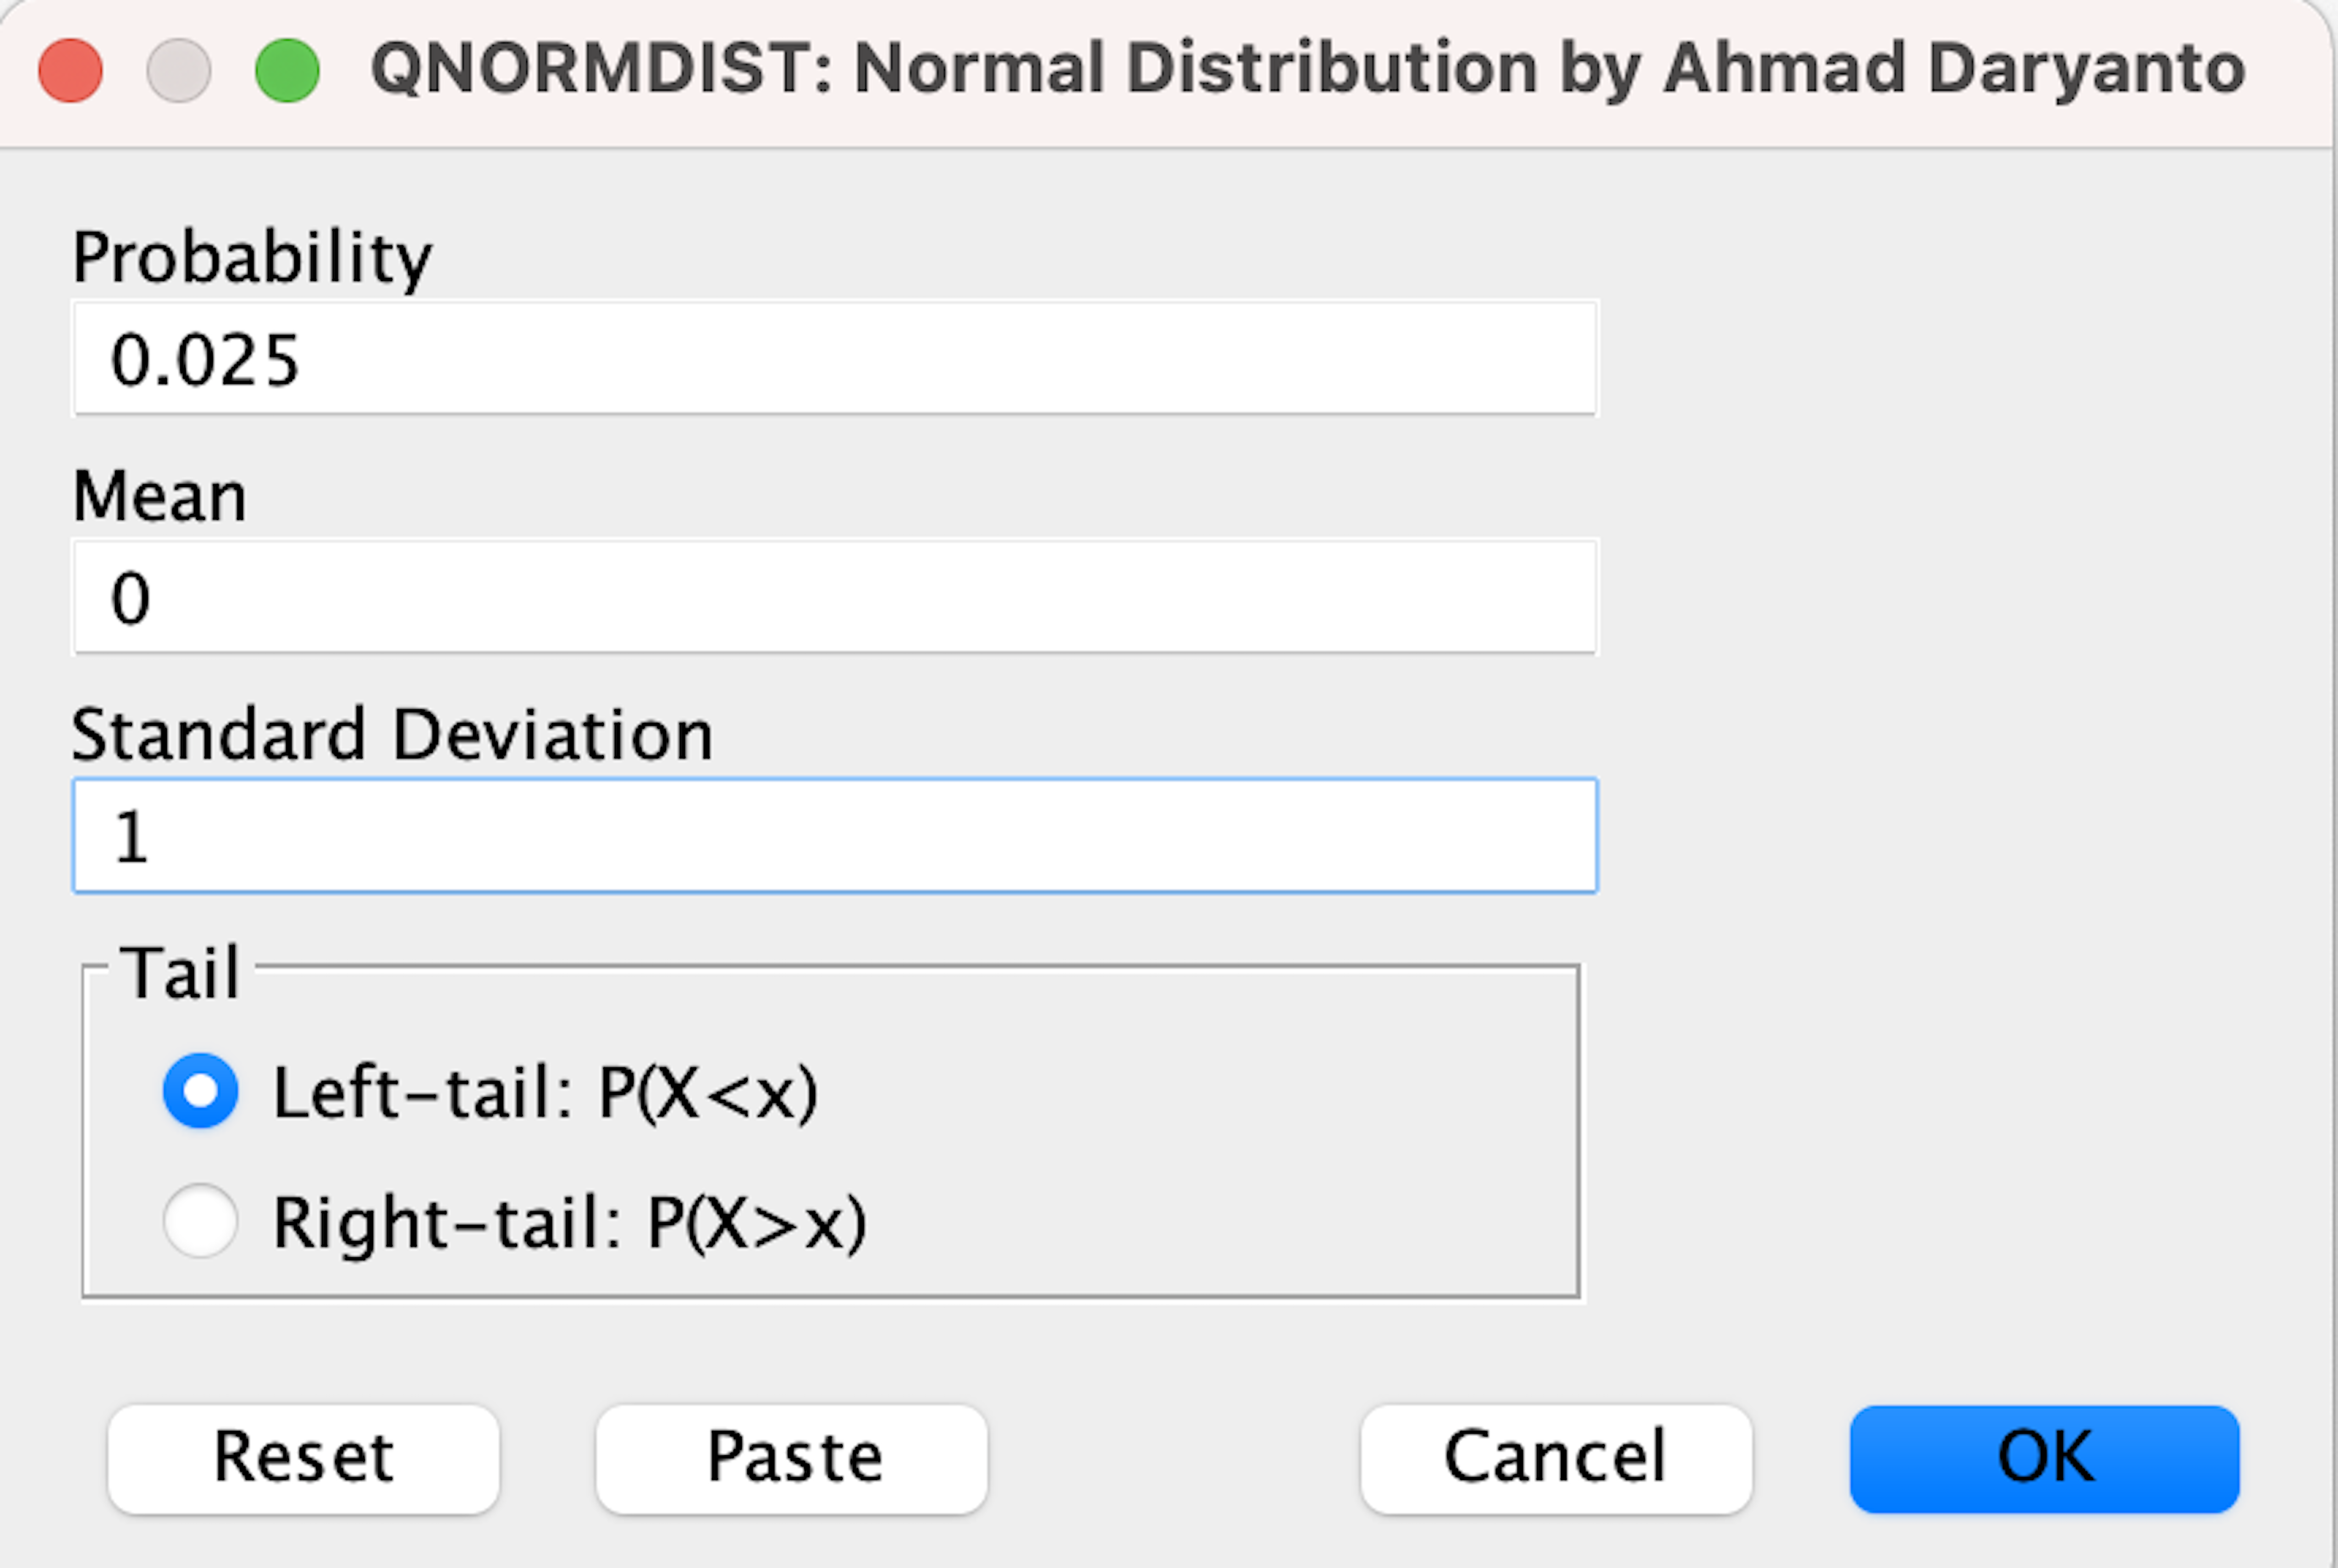 QNORMDIST: Normal Distribution by Ahmad Daryanto
Probability
0.025
Mean
0
Standard Deviation
1
Tail
Left-tail: P(X<x)
Right-tail: P(X>x)
Reset Paste Cancel OK